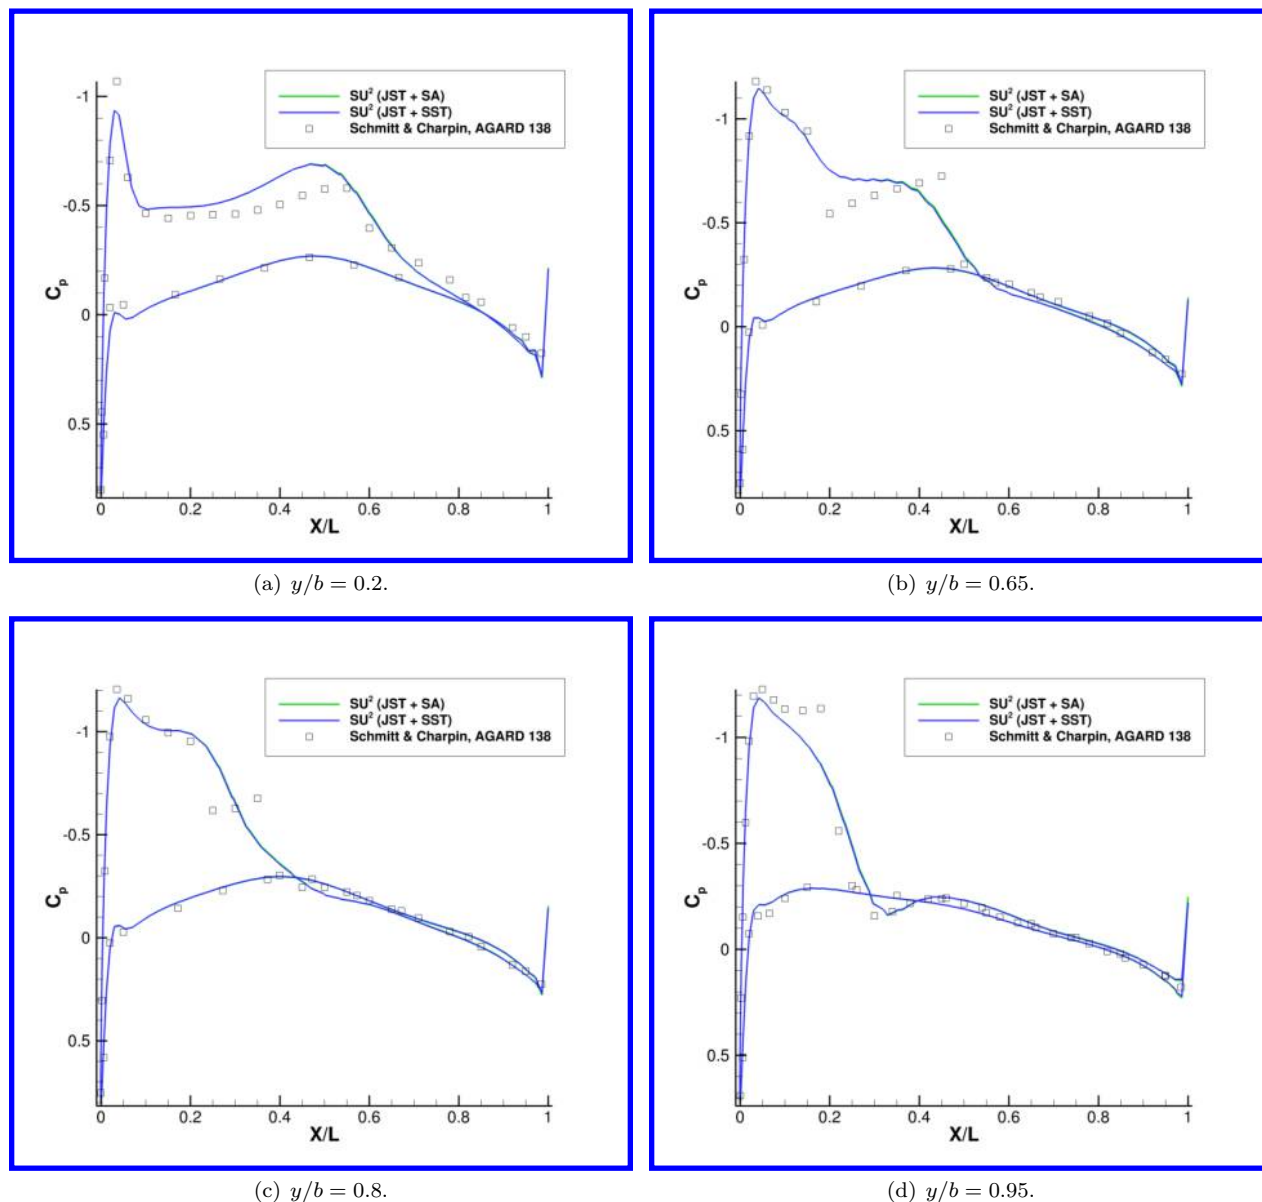 SU² (JST + SA)
SU² (JST + SST)
Schmitt & Charpin, AGARD 138
-1
-0.5
0
0.5
Cp
0 0.2 0.4 0.6 0.8 1
X/L
(a) y/b = 0.2.
SU² (JST + SA)
SU² (JST + SST)
Schmitt & Charpin, AGARD 138
-1
-0.5
0
0.5
Cp
0 0.2 0.4 0.6 0.8 1
X/L
(b) y/b = 0.65.
SU² (JST + SA)
SU² (JST + SST)
Schmitt & Charpin, AGARD 138
-1
-0.5
0
0.5
Cp
0 0.2 0.4 0.6 0.8 1
X/L
(c) y/b = 0.8.
SU² (JST + SA)
SU² (JST + SST)
Schmitt & Charpin, AGARD 138
-1
-0.5
0
0.5
Cp
0 0.2 0.4 0.6 0.8 1
X/L
(d) y/b = 0.95.